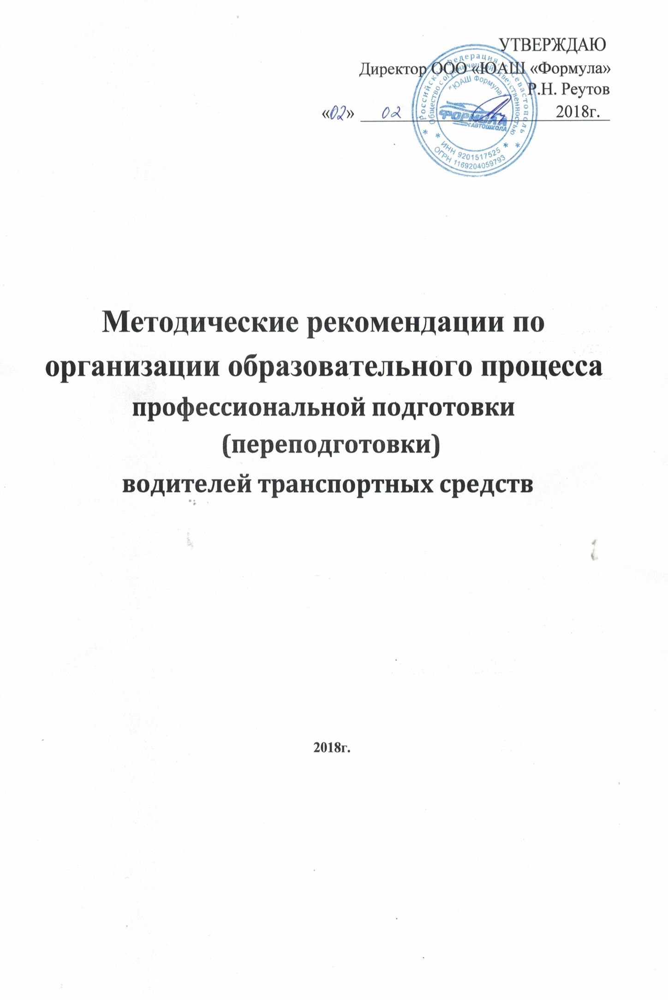 УТВЕРЖДАЮ
Директор ООО «ЮАШ «Формула»
Р.Н. Реутов
«02» 02 2018г.
* Российская Федерация, г. Севастополь *
Общество с ограниченной ответственностью
"ЮАШ Формула"
ФОРМУЛА
АВТОШКОЛА
* ИНН 9201517525 *
ОГРН 1169204059793
Методические рекомендации по
организации образовательного процесса
профессиональной подготовки
(переподготовки)
водителей транспортных средств
2018г.